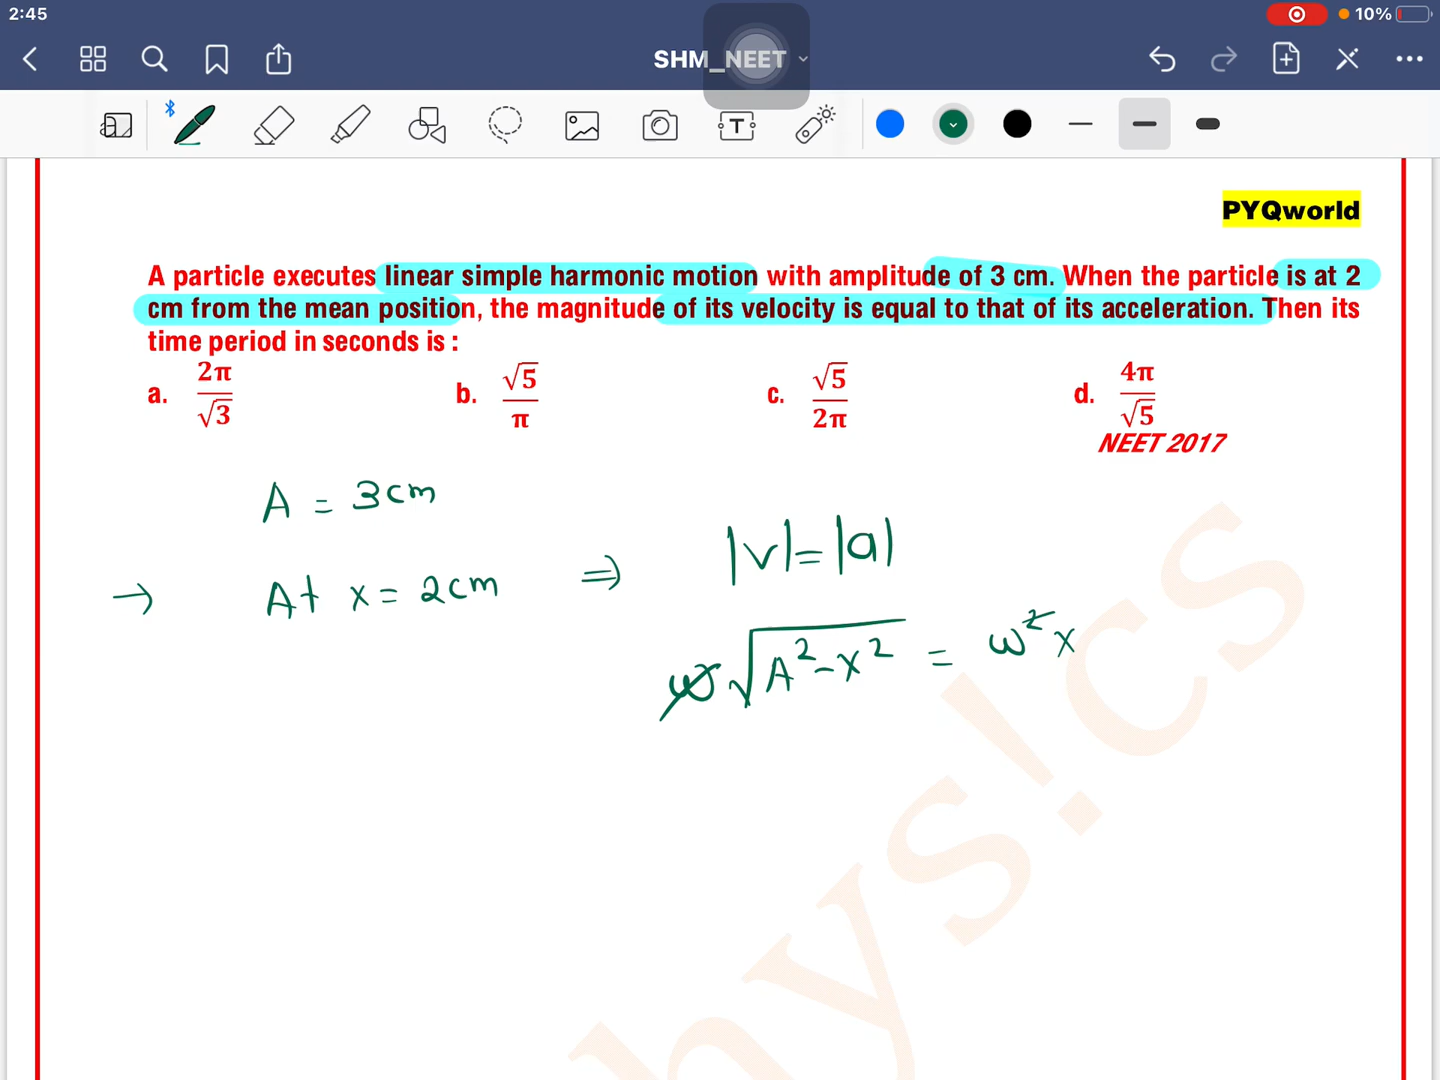 2:45
10%
SHM_NEET
PYQworld
A particle executes linear simple harmonic motion with amplitude of 3 cm. When the particle is at 2
cm from the mean position, the magnitude of its velocity is equal to that of its acceleration. Then its
time period in seconds is :
a. 2π/√3 b. √5/π c. √5/2π d. 4π/√5
NEET 2017
A = 3cm
|v| = |a|
→ At x = 2cm ⇒
ω√(A²-x²) = ω²x
hys!cs